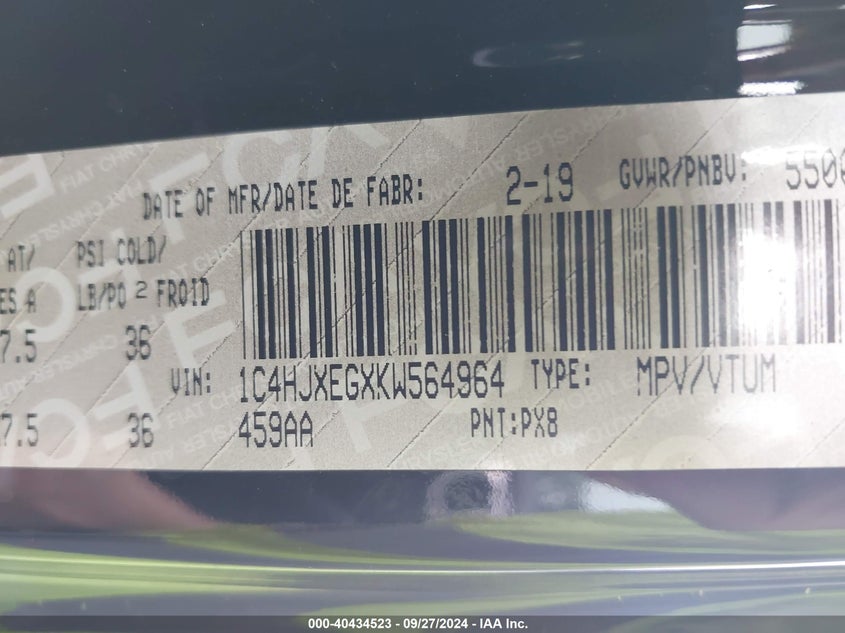 DATE OF MFR/DATE DE FABR: 2-19 GVWR/PNBV:
AT/ PSI COLD/
LB/PO 2 FROID
7.5 36
VIN: 1C4HJXEGXKW564964 TYPE: MPV/VTUM
7.5 36 459AA PNT:PX8
000-40434523 - 09/27/2024 - IAA Inc.